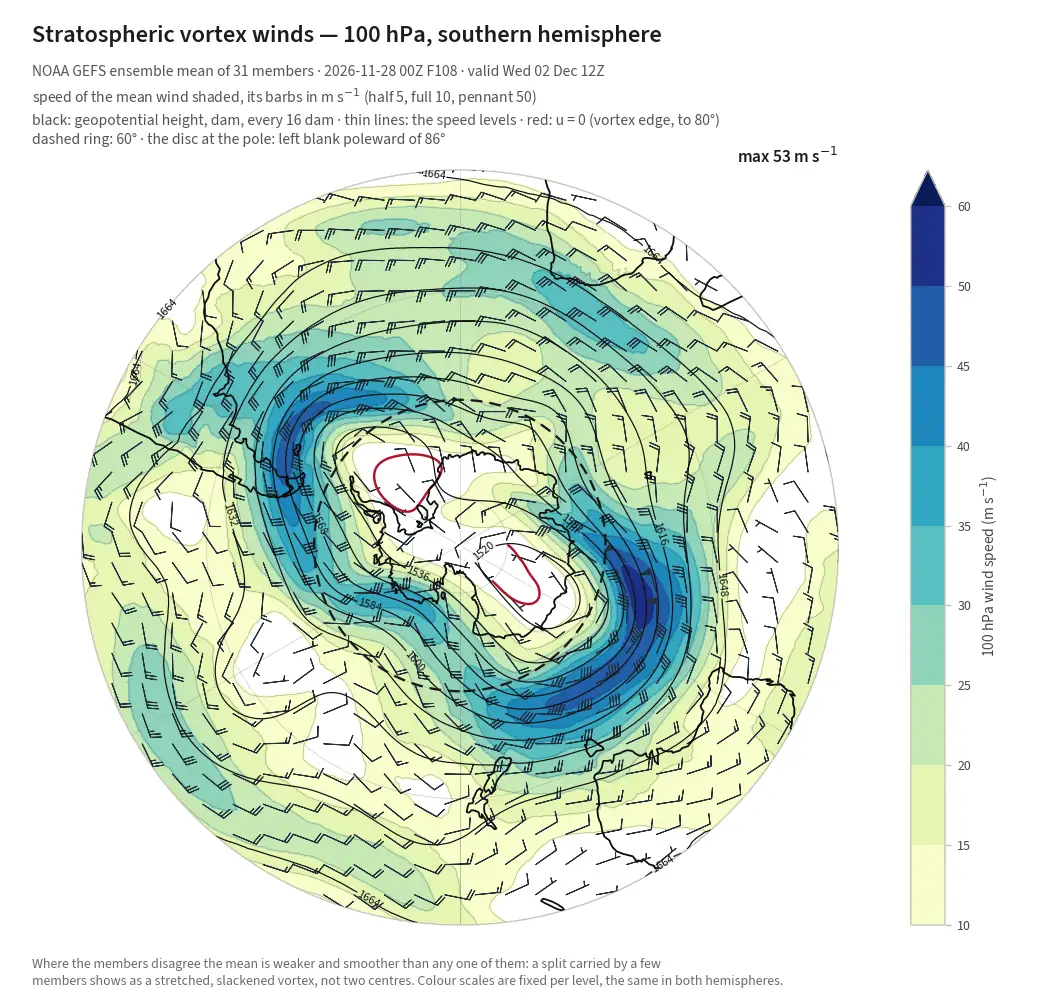 Stratospheric vortex winds — 100 hPa, southern hemisphere
NOAA GEFS ensemble mean of 31 members · 2026-11-28 00Z F108 · valid Wed 02 Dec 12Z
speed of the mean wind shaded, its barbs in m s⁻¹ (half 5, full 10, pennant 50)
black: geopotential height, dam, every 16 dam · thin lines: the speed levels · red: u = 0 (vortex edge, to 80°)
dashed ring: 60° · the disc at the pole: left blank poleward of 86°
max 53 m s⁻¹
1664
1664
1664
1664
1632
1568
1616
1520
1536
1584
1648
1600
1664
1664
60
50
45
40
35
30
25
20
15
10
100 hPa wind speed (m s⁻¹)
Where the members disagree the mean is weaker and smoother than any one of them: a split carried by a few
members shows as a stretched, slackened vortex, not two centres. Colour scales are fixed per level, the same in both hemispheres.